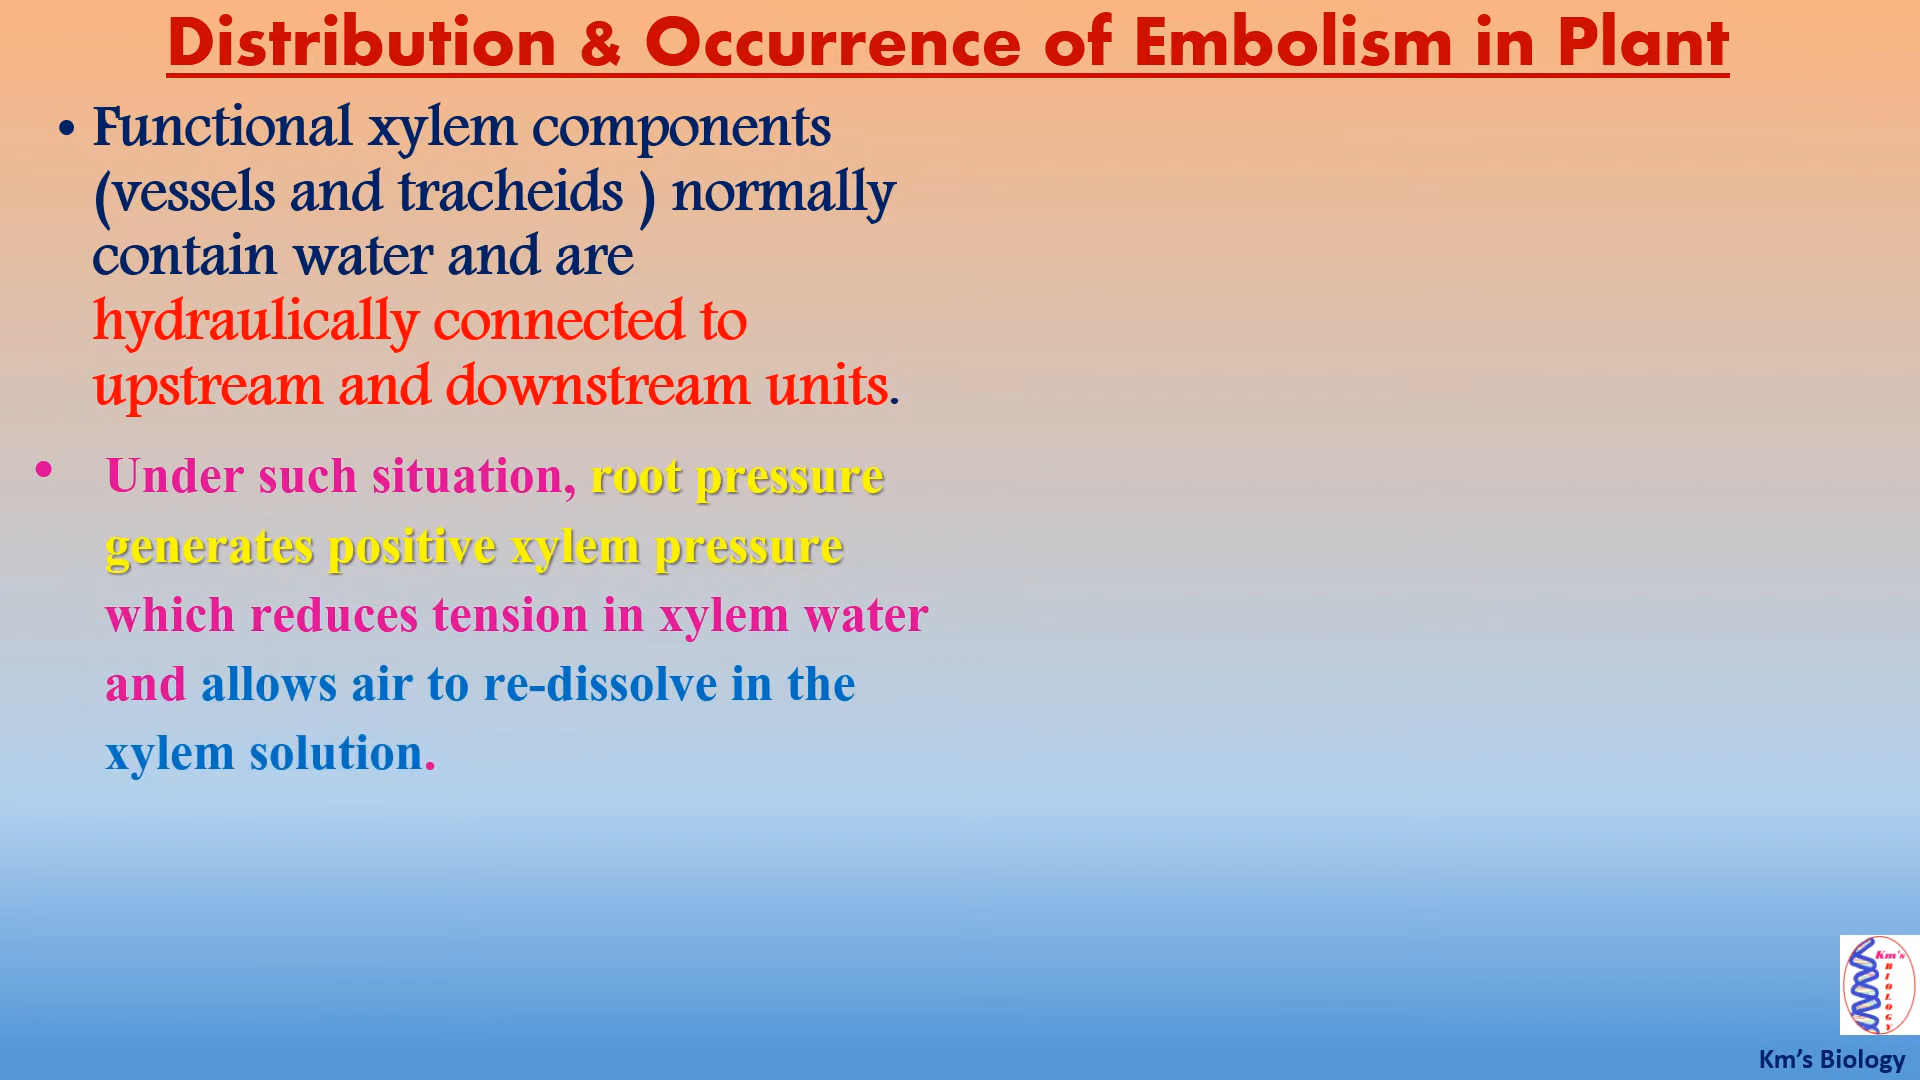 Distribution & Occurrence of Embolism in Plant
• Functional xylem components
(vessels and tracheids ) normally
contain water and are
hydraulically connected to
upstream and downstream units.
• Under such situation, root pressure
generates positive xylem pressure
which reduces tension in xylem water
and allows air to re-dissolve in the
xylem solution.
Km's
BIOLOGY
Km’s Biology